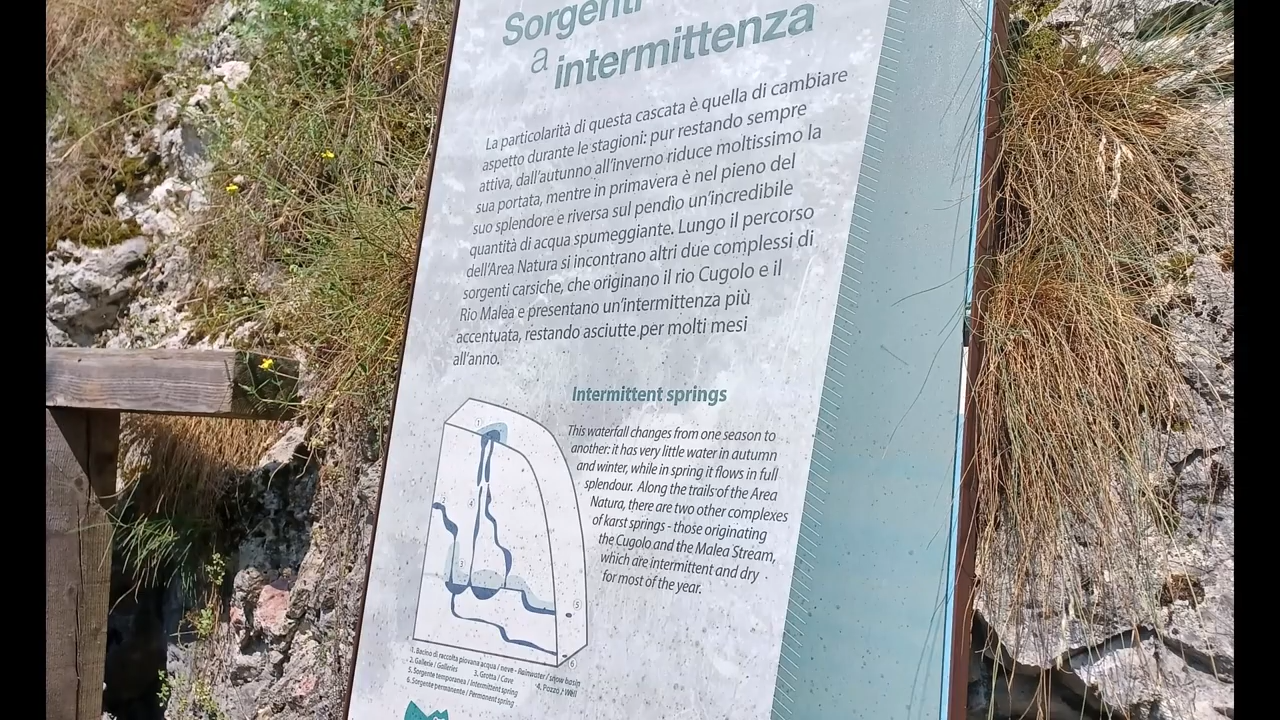 Sorgenti
a intermittenza
La particolarità di questa cascata è quella di cambiare
aspetto durante le stagioni: pur restando sempre
attiva, dall'autunno all'inverno riduce moltissimo la
sua portata, mentre in primavera è nel pieno del
suo splendore e riversa sul pendìo un'incredibile
quantità di acqua spumeggiante. Lungo il percorso
dell'Area Natura si incontrano altri due complessi di
sorgenti carsiche, che originano il rio Cugolo e il
Rio Malea e presentano un'intermittenza più
accentuata, restando asciutte per molti mesi
all'anno.
Intermittent springs
This waterfall changes from one season to
another: it has very little water in autumn
and winter, while in spring it flows in full
splendour. Along the trails of the Area
Natura, there are two other complexes
of karst springs - those originating
the Cugolo and the Malea Stream,
which are intermittent and dry
for most of the year.
1
5
6
1. Bacino di raccolta piovana acqua / neve - Rainwater / snow basin
2. Gallerie / Galleries 3. Grotta / Cave 4. Pozzo / Well
5. Sorgente temporanea / Intermittent spring
6. Sorgente permanente / Permanent spring